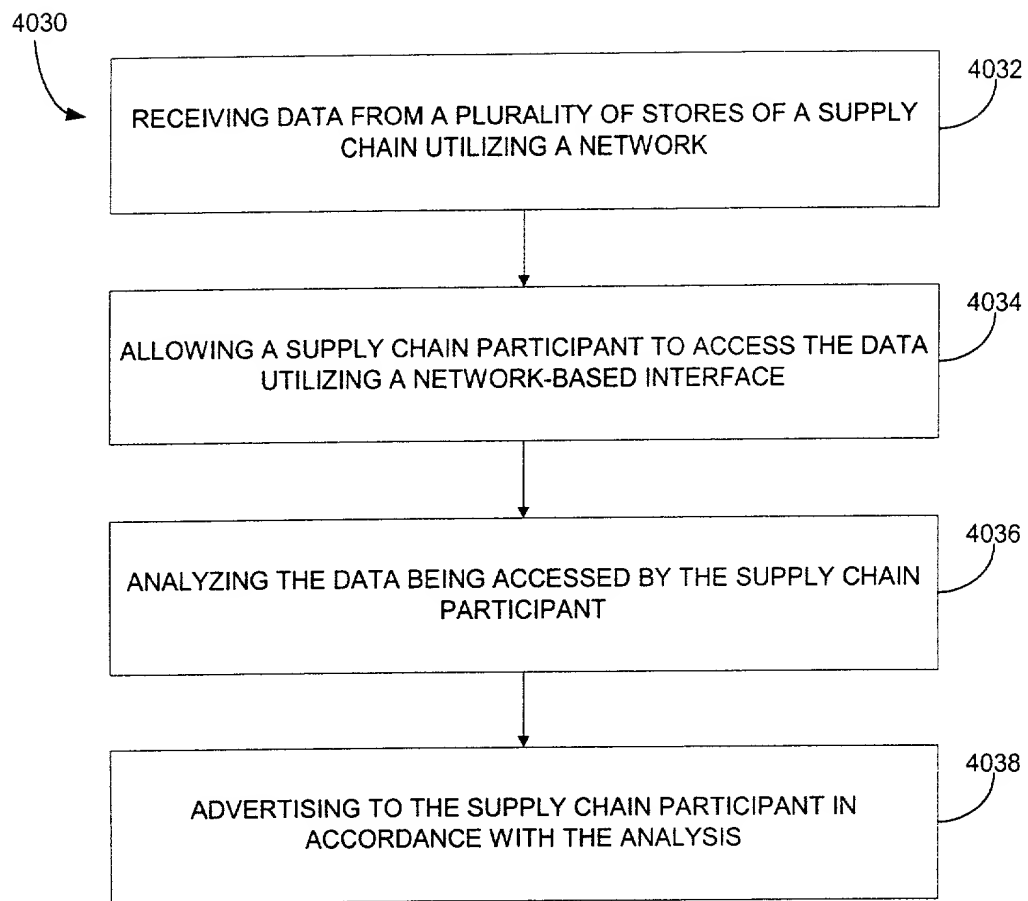 4030
4032
RECEIVING DATA FROM A PLURALITY OF STORES OF A SUPPLY
CHAIN UTILIZING A NETWORK
4034
ALLOWING A SUPPLY CHAIN PARTICIPANT TO ACCESS THE DATA
UTILIZING A NETWORK-BASED INTERFACE
4036
ANALYZING THE DATA BEING ACCESSED BY THE SUPPLY CHAIN
PARTICIPANT
4038
ADVERTISING TO THE SUPPLY CHAIN PARTICIPANT IN
ACCORDANCE WITH THE ANALYSIS